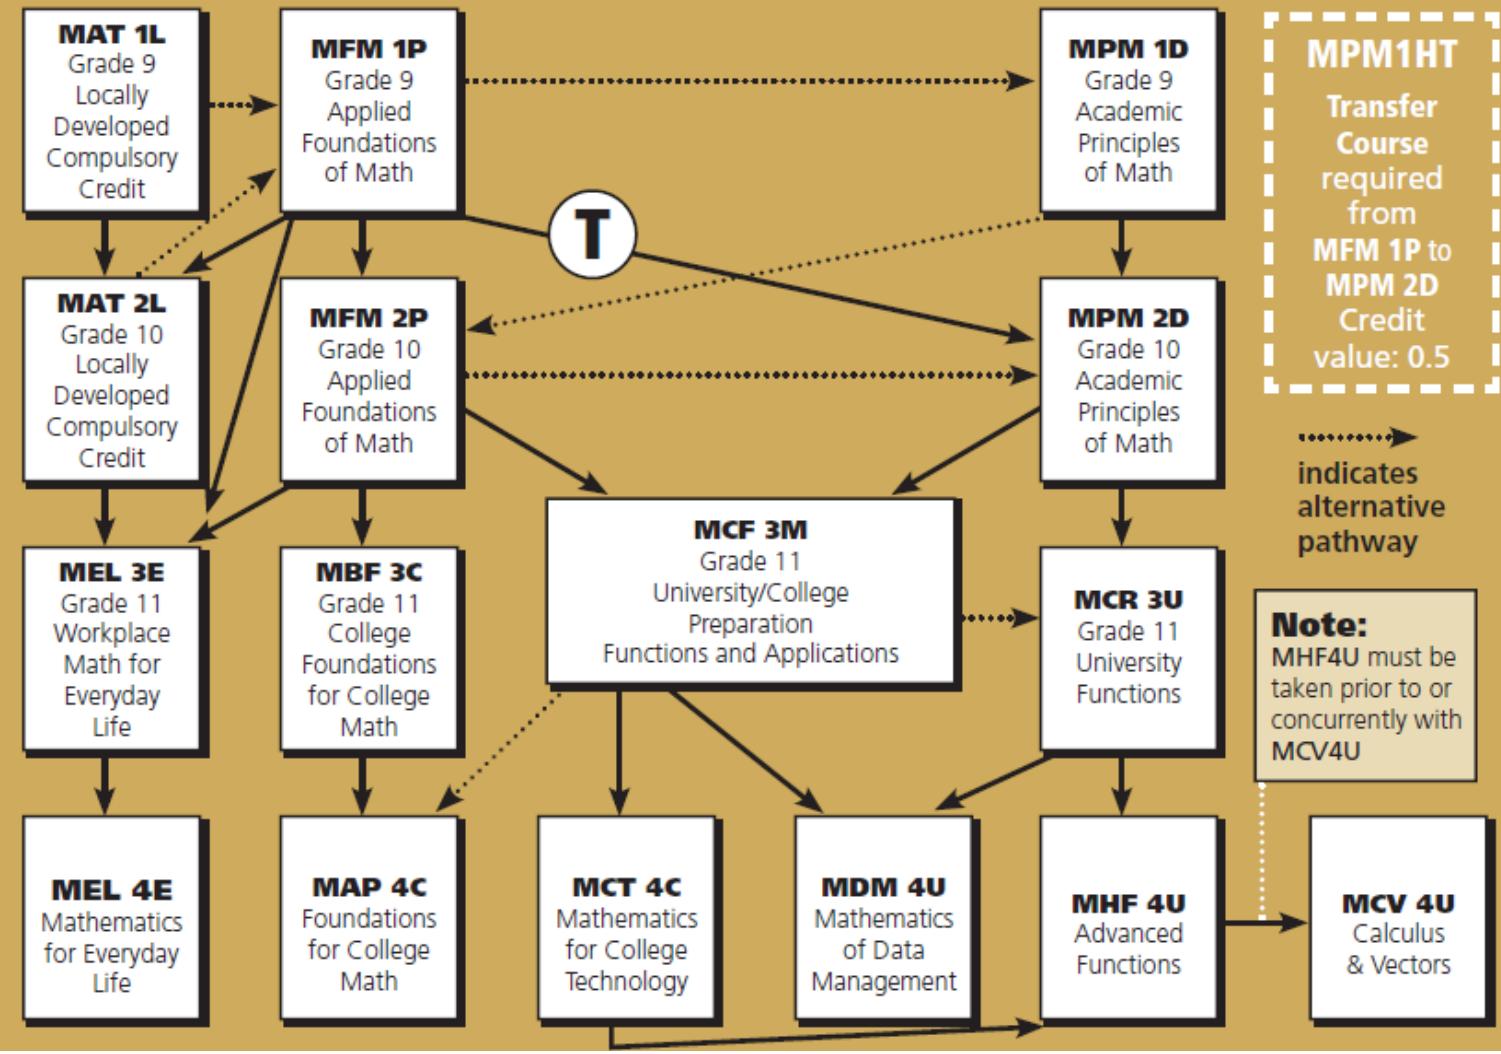 MAT 1L
Grade 9
Locally
Developed
Compulsory
Credit
MFM 1P
Grade 9
Applied
Foundations
of Math
MPM 1D
Grade 9
Academic
Principles
of Math
MPM1HT
Transfer
Course
required
from
MFM 1P to
MPM 2D
Credit
value: 0.5
T
MAT 2L
Grade 10
Locally
Developed
Compulsory
Credit
MFM 2P
Grade 10
Applied
Foundations
of Math
MPM 2D
Grade 10
Academic
Principles
of Math
indicates
alternative
pathway
MEL 3E
Grade 11
Workplace
Math for
Everyday
Life
MBF 3C
Grade 11
College
Foundations
for College
Math
MCF 3M
Grade 11
University/College
Preparation
Functions and Applications
MCR 3U
Grade 11
University
Functions
Note:
MHF4U must be
taken prior to or
concurrently with
MCV4U
MEL 4E
Mathematics
for Everyday
Life
MAP 4C
Foundations
for College
Math
MCT 4C
Mathematics
for College
Technology
MDM 4U
Mathematics
of Data
Management
MHF 4U
Advanced
Functions
MCV 4U
Calculus
& Vectors